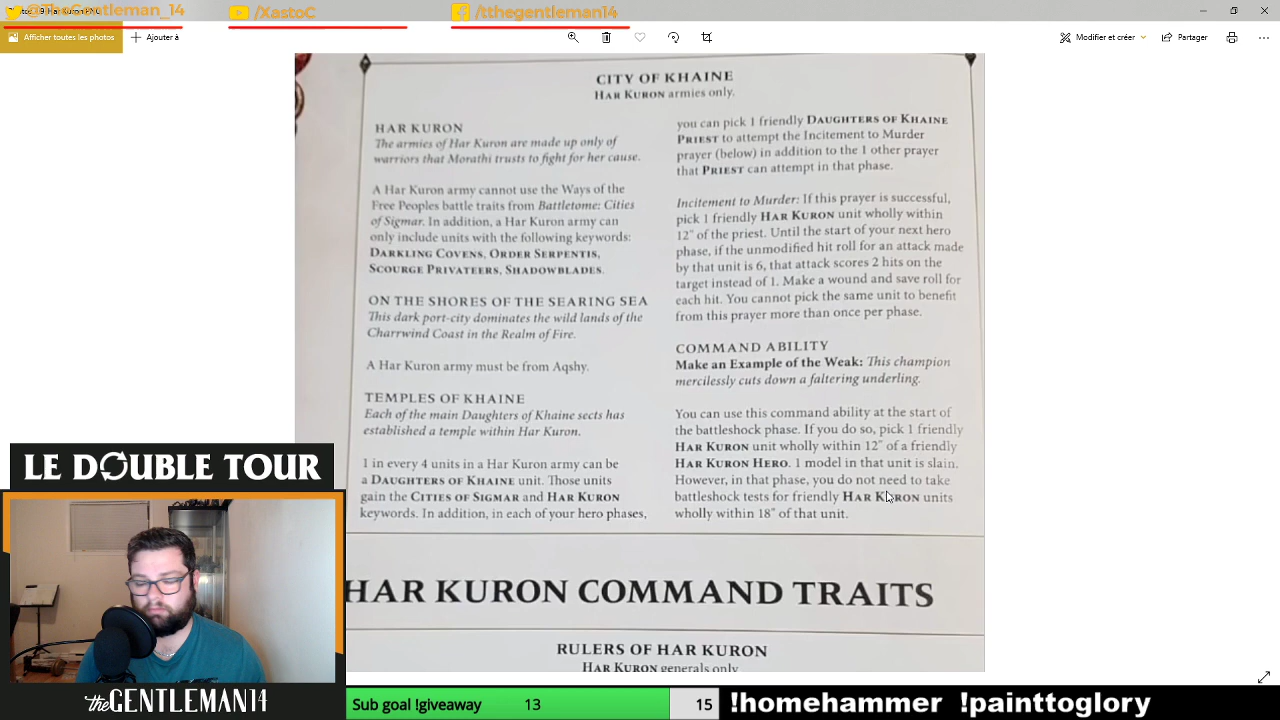 @TheGentleman_14
/XastoC
/tthegentleman14
Afficher toutes les photos
Ajouter à
Modifier et créer
Partager
CITY OF KHAINE
HAR KURON armies only.
HAR KURON
The armies of Har Kuron are made up only of
warriors that Morathi trusts to fight for her cause.
A Har Kuron army cannot use the Ways of the
Free Peoples battle traits from Battletome: Cities
of Sigmar. In addition, a Har Kuron army can
only include units with the following keywords:
DARKLING COVENS, ORDER SERPENTIS,
SCOURGE PRIVATEERS, SHADOWBLADES.
ON THE SHORES OF THE SEARING SEA
This dark port-city dominates the wild lands of the
Charrwind Coast in the Realm of Fire.
A Har Kuron army must be from Aqshy.
TEMPLES OF KHAINE
Each of the main Daughters of Khaine sects has
established a temple within Har Kuron.
1 in every 4 units in a Har Kuron army can be
a DAUGHTERS OF KHAINE unit. Those units
gain the CITIES OF SIGMAR and HAR KURON
keywords. In addition, in each of your hero phases,
you can pick 1 friendly DAUGHTERS OF KHAINE
PRIEST to attempt the Incitement to Murder
prayer (below) in addition to the 1 other prayer
that PRIEST can attempt in that phase.
Incitement to Murder: If this prayer is successful,
pick 1 friendly HAR KURON unit wholly within
12" of the priest. Until the start of your next hero
phase, if the unmodified hit roll for an attack made
by that unit is 6, that attack scores 2 hits on the
target instead of 1. Make a wound and save roll for
each hit. You cannot pick the same unit to benefit
from this prayer more than once per phase.
COMMAND ABILITY
Make an Example of the Weak: This champion
mercilessly cuts down a faltering underling.
You can use this command ability at the start of
the battleshock phase. If you do so, pick 1 friendly
HAR KURON unit wholly within 12" of a friendly
HAR KURON HERO. 1 model in that unit is slain.
However, in that phase, you do not need to take
battleshock tests for friendly HAR KURON units
wholly within 18" of that unit.
HAR KURON COMMAND TRAITS
RULERS OF HAR KURON
HAR KURON generals only
LE DOUBLE TOUR
theGENTLEMAN14
Sub goal !giveaway 13 15
!homehammer !painttoglory